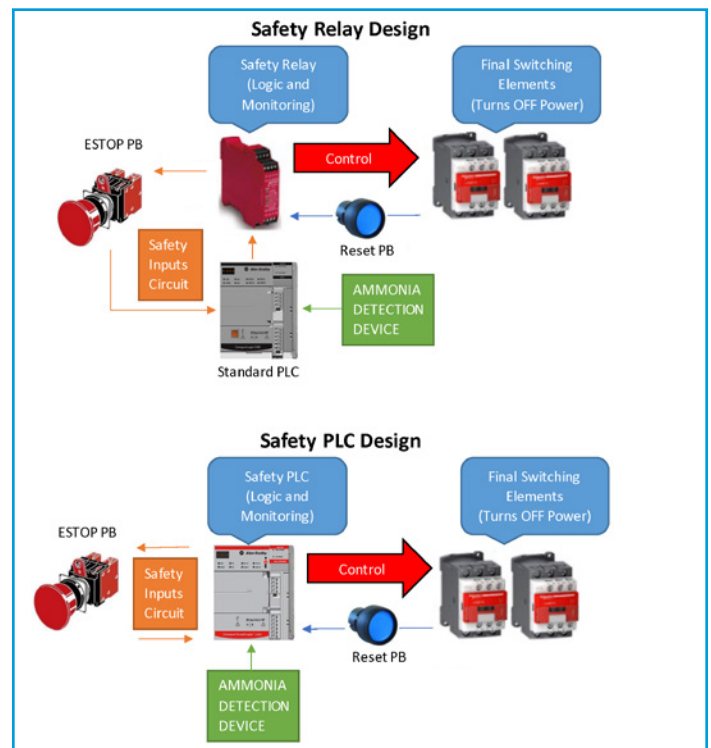 Safety Relay Design
Safety Relay
(Logic and
Monitoring)
Final Switching
Elements
(Turns OFF Power)
ESTOP PB
Control
Reset PB
Safety
Inputs
Circuit
AMMONIA
DETECTION
DEVICE
Standard PLC
Safety PLC Design
Safety PLC
(Logic and
Monitoring)
Final Switching
Elements
(Turns OFF Power)
ESTOP PB
Safety
Inputs
Circuit
Control
Reset PB
AMMONIA
DETECTION
DEVICE